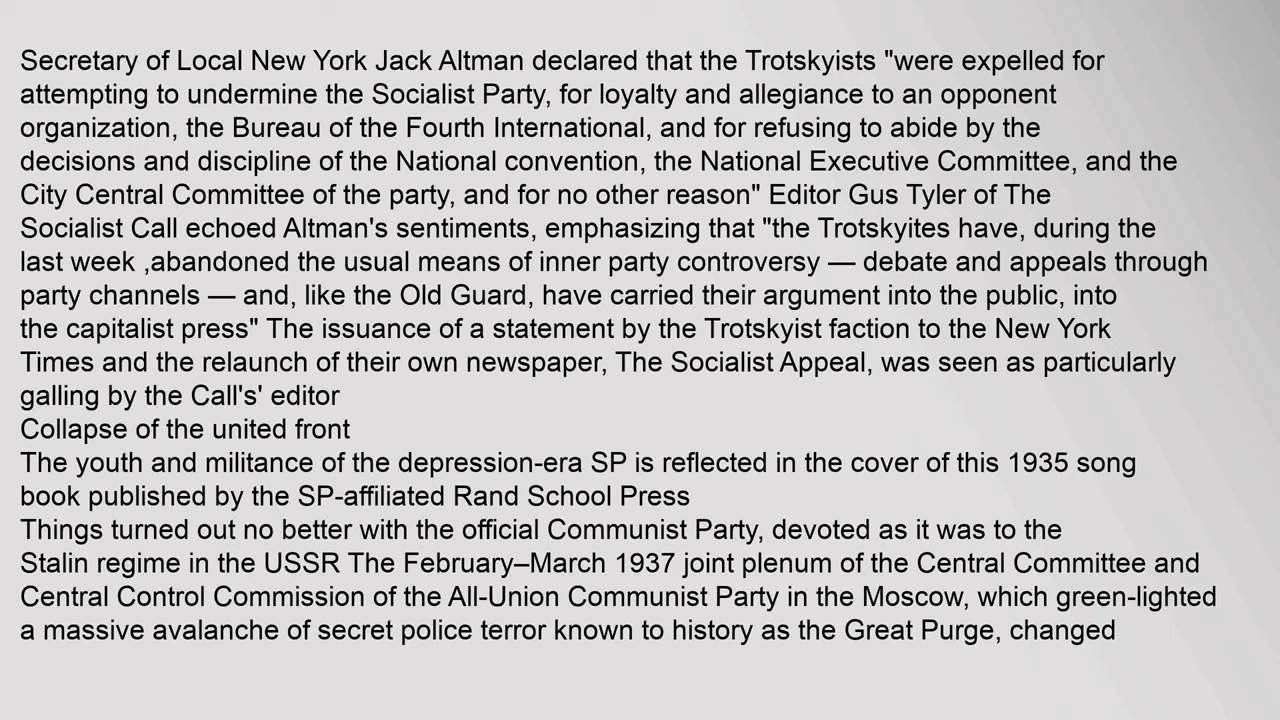 Secretary of Local New York Jack Altman declared that the Trotskyists "were expelled for
attempting to undermine the Socialist Party, for loyalty and allegiance to an opponent
organization, the Bureau of the Fourth International, and for refusing to abide by the
decisions and discipline of the National convention, the National Executive Committee, and the
City Central Committee of the party, and for no other reason" Editor Gus Tyler of The
Socialist Call echoed Altman's sentiments, emphasizing that "the Trotskyites have, during the
last week ,abandoned the usual means of inner party controversy — debate and appeals through
party channels — and, like the Old Guard, have carried their argument into the public, into
the capitalist press" The issuance of a statement by the Trotskyist faction to the New York
Times and the relaunch of their own newspaper, The Socialist Appeal, was seen as particularly
galling by the Call's' editor
Collapse of the united front
The youth and militance of the depression-era SP is reflected in the cover of this 1935 song
book published by the SP-affiliated Rand School Press
Things turned out no better with the official Communist Party, devoted as it was to the
Stalin regime in the USSR The February–March 1937 joint plenum of the Central Committee and
Central Control Commission of the All-Union Communist Party in the Moscow, which green-lighted
a massive avalanche of secret police terror known to history as the Great Purge, changed